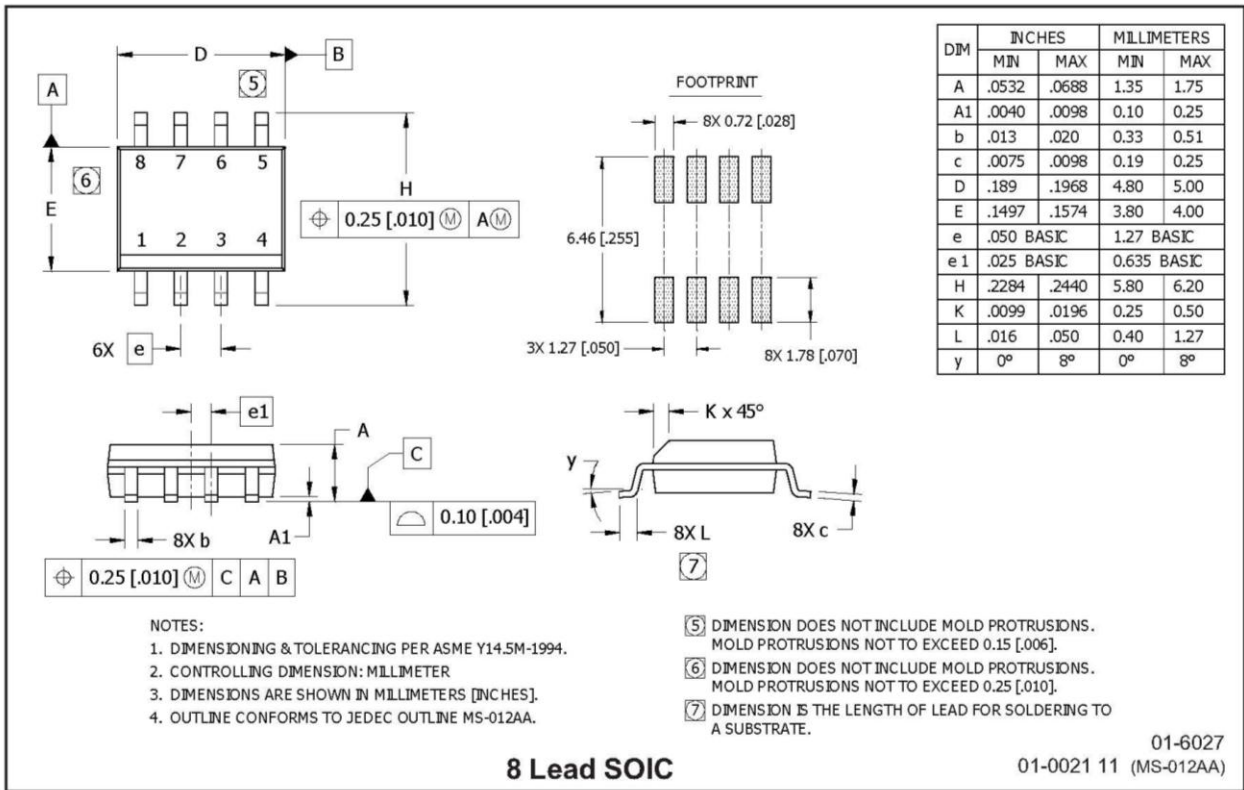 D
B
5
A
8 7 6 5
6
E
H
⌖ 0.25 [.010] Ⓜ AⓂ
1 2 3 4
6X e
FOOTPRINT
8X 0.72 [.028]
6.46 [.255]
3X 1.27 [.050]
8X 1.78 [.070]
DIM INCHES MILLIMETERS
MIN MAX MIN MAX
A .0532 .0688 1.35 1.75
A1 .0040 .0098 0.10 0.25
b .013 .020 0.33 0.51
c .0075 .0098 0.19 0.25
D .189 .1968 4.80 5.00
E .1497 .1574 3.80 4.00
e .050 BASIC 1.27 BASIC
e 1 .025 BASIC 0.635 BASIC
H .2284 .2440 5.80 6.20
K .0099 .0196 0.25 0.50
L .016 .050 0.40 1.27
y 0° 8° 0° 8°
e1
A
C
0.10 [.004]
A1
8X b
⌖ 0.25 [.010] Ⓜ C A B
K x 45°
y
8X L
7
8X c
NOTES:
1. DIMENSIONING & TOLERANCING PER ASME Y14.5M-1994.
2. CONTROLLING DIMENSION: MILLIMETER
3. DIMENSIONS ARE SHOWN IN MILLIMETERS [INCHES].
4. OUTLINE CONFORMS TO JEDEC OUTLINE MS-012AA.
5 DIMENSION DOES NOT INCLUDE MOLD PROTRUSIONS.
MOLD PROTRUSIONS NOT TO EXCEED 0.15 [.006].
6 DIMENSION DOES NOT INCLUDE MOLD PROTRUSIONS.
MOLD PROTRUSIONS NOT TO EXCEED 0.25 [.010].
7 DIMENSION IS THE LENGTH OF LEAD FOR SOLDERING TO
A SUBSTRATE.
8 Lead SOIC
01-6027
01-0021 11 (MS-012AA)